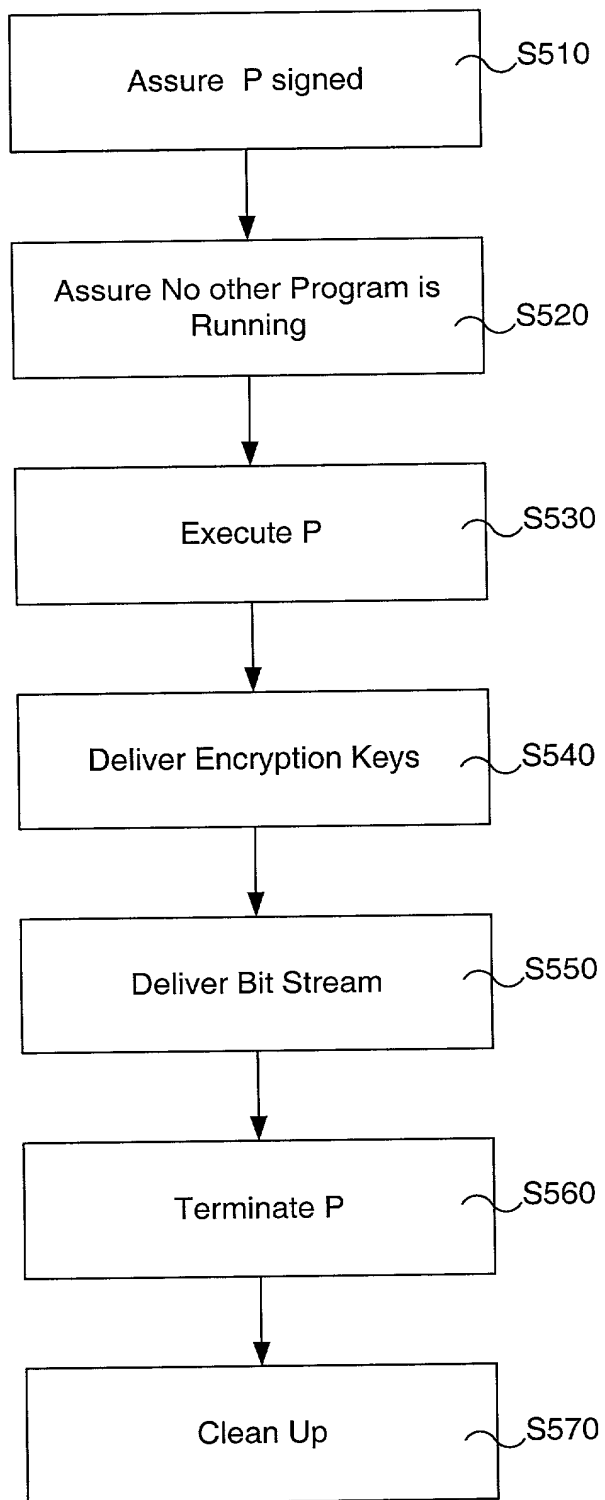 Assure P signed
S510
Assure No other Program is
Running
S520
Execute P
S530
Deliver Encryption Keys
S540
Deliver Bit Stream
S550
Terminate P
S560
Clean Up
S570